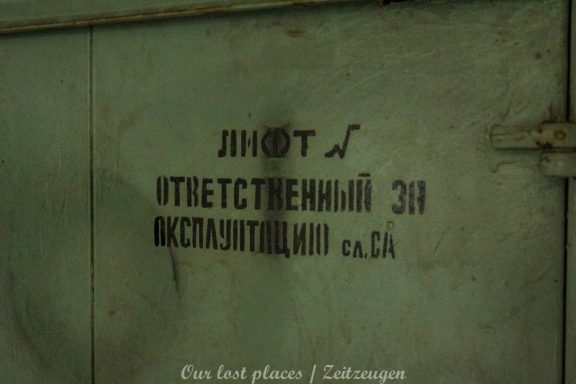 ЛИФТ N
ОТВЕТСТВЕННЫЙ ЗА
ЭКСПЛУАТАЦИЮ сл.СА
Our lost places | Zeitzeugen